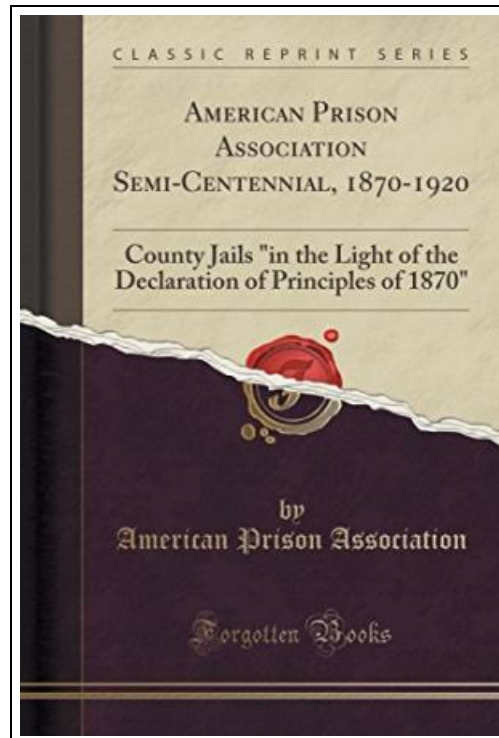 CLASSIC REPRINT SERIES
AMERICAN PRISON
ASSOCIATION
SEMI-CENTENNIAL, 1870-1920
County Jails "in the Light of the
Declaration of Principles of 1870"
by
American Prison Association
Forgotten Books